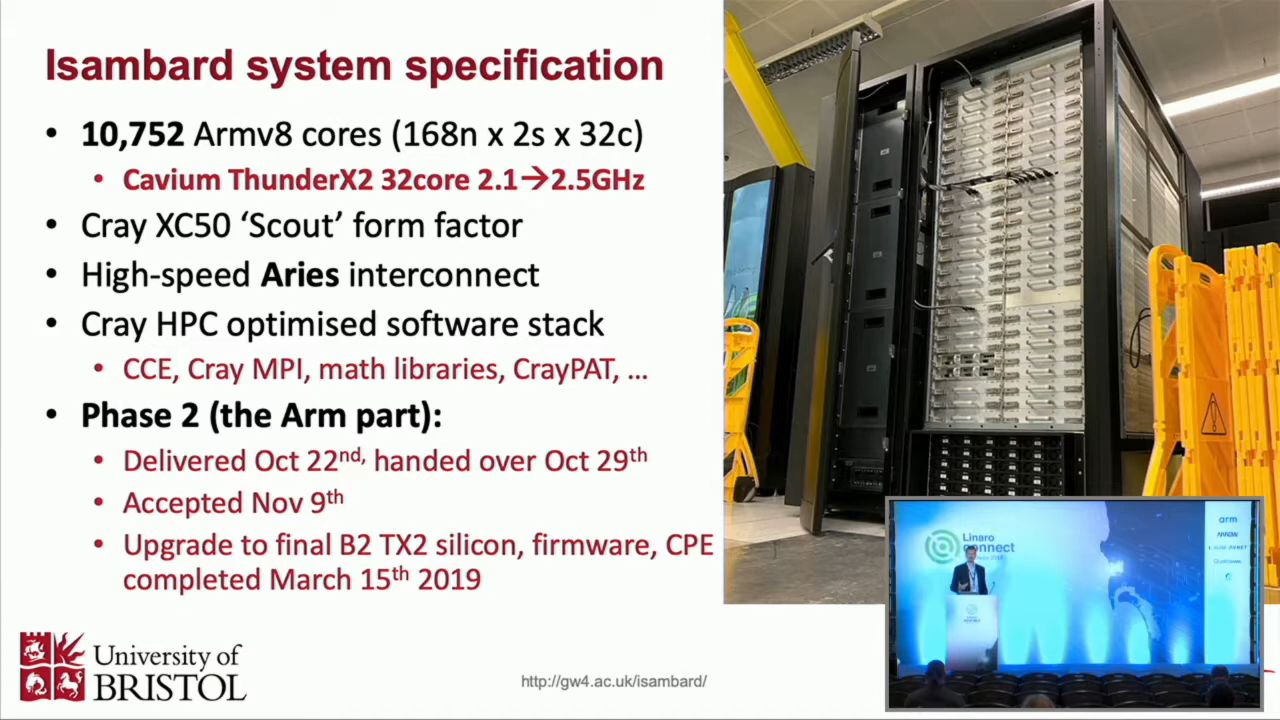 Isambard system specification
• 10,752 Armv8 cores (168n x 2s x 32c)
• Cavium ThunderX2 32core 2.1→2.5GHz
• Cray XC50 ‘Scout’ form factor
• High-speed Aries interconnect
• Cray HPC optimised software stack
• CCE, Cray MPI, math libraries, CrayPAT, …
• Phase 2 (the Arm part):
• Delivered Oct 22nd, handed over Oct 29th
• Accepted Nov 9th
• Upgrade to final B2 TX2 silicon, firmware, CPE
completed March 15th 2019
University of
BRISTOL
http://gw4.ac.uk/isambard/
Linaro
connect
arm